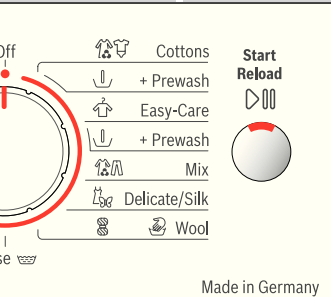 Off
Cottons
+ Prewash
Start
Reload
Easy-Care
+ Prewash
Mix
Delicate/Silk
Wool
Made in Germany